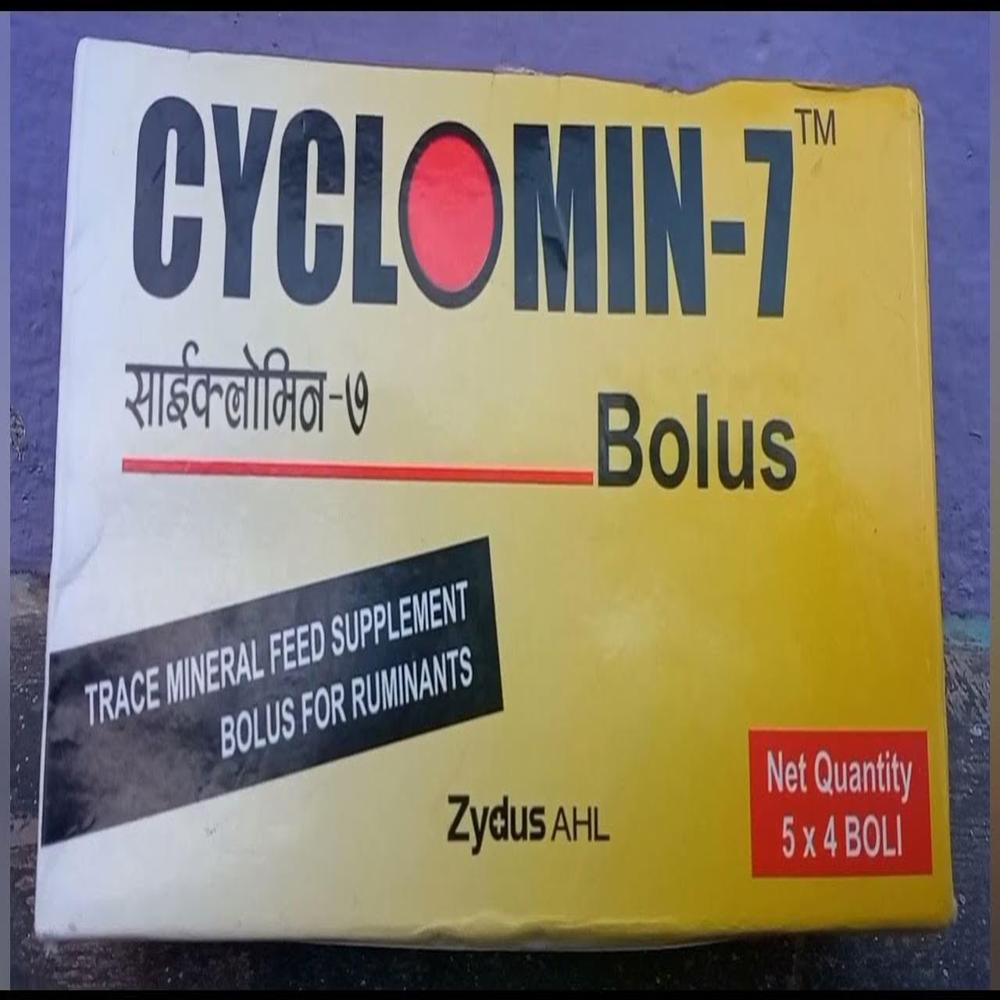 CYCLOMIN-7™
साईक्लोमिन-७
Bolus
TRACE MINERAL FEED SUPPLEMENT
BOLUS FOR RUMINANTS
Zydus AHL
Net Quantity
5 x 4 BOLI